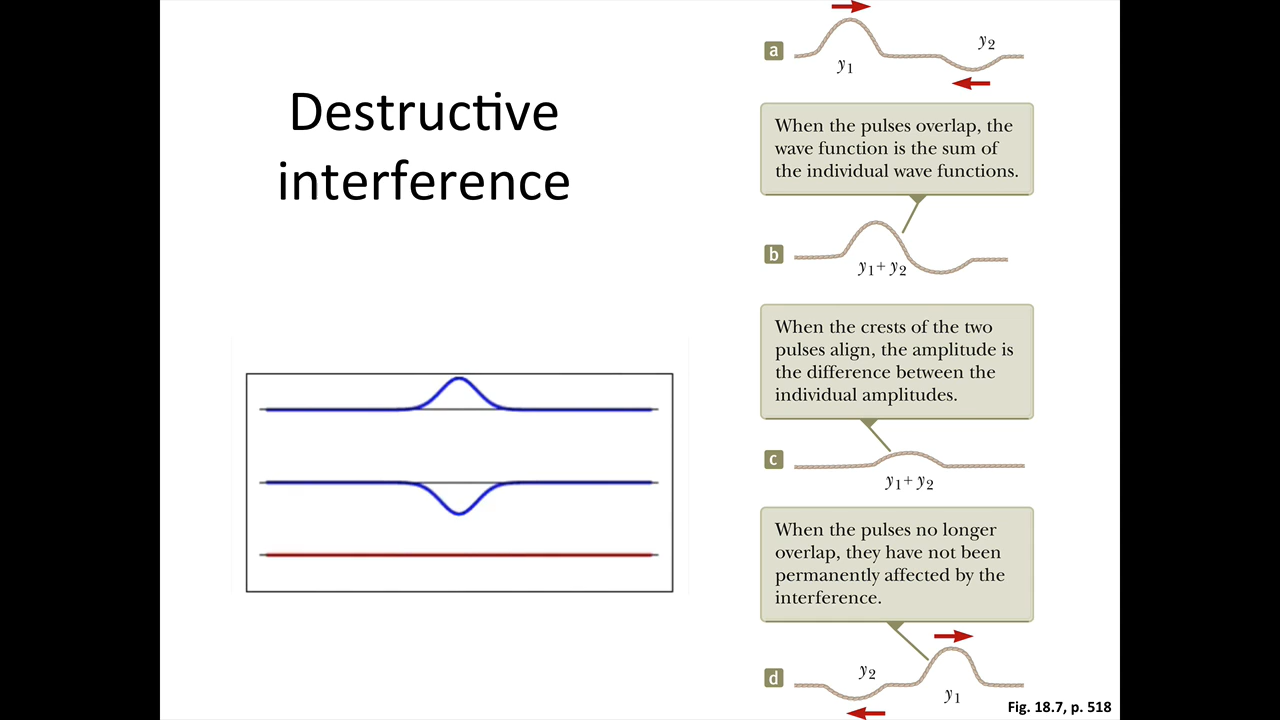 Destructive
interference
a
y1
y2
When the pulses overlap, the
wave function is the sum of
the individual wave functions.
b
y1+ y2
When the crests of the two
pulses align, the amplitude is
the difference between the
individual amplitudes.
c
y1+ y2
When the pulses no longer
overlap, they have not been
permanently affected by the
interference.
d
y2
y1
Fig. 18.7, p. 518